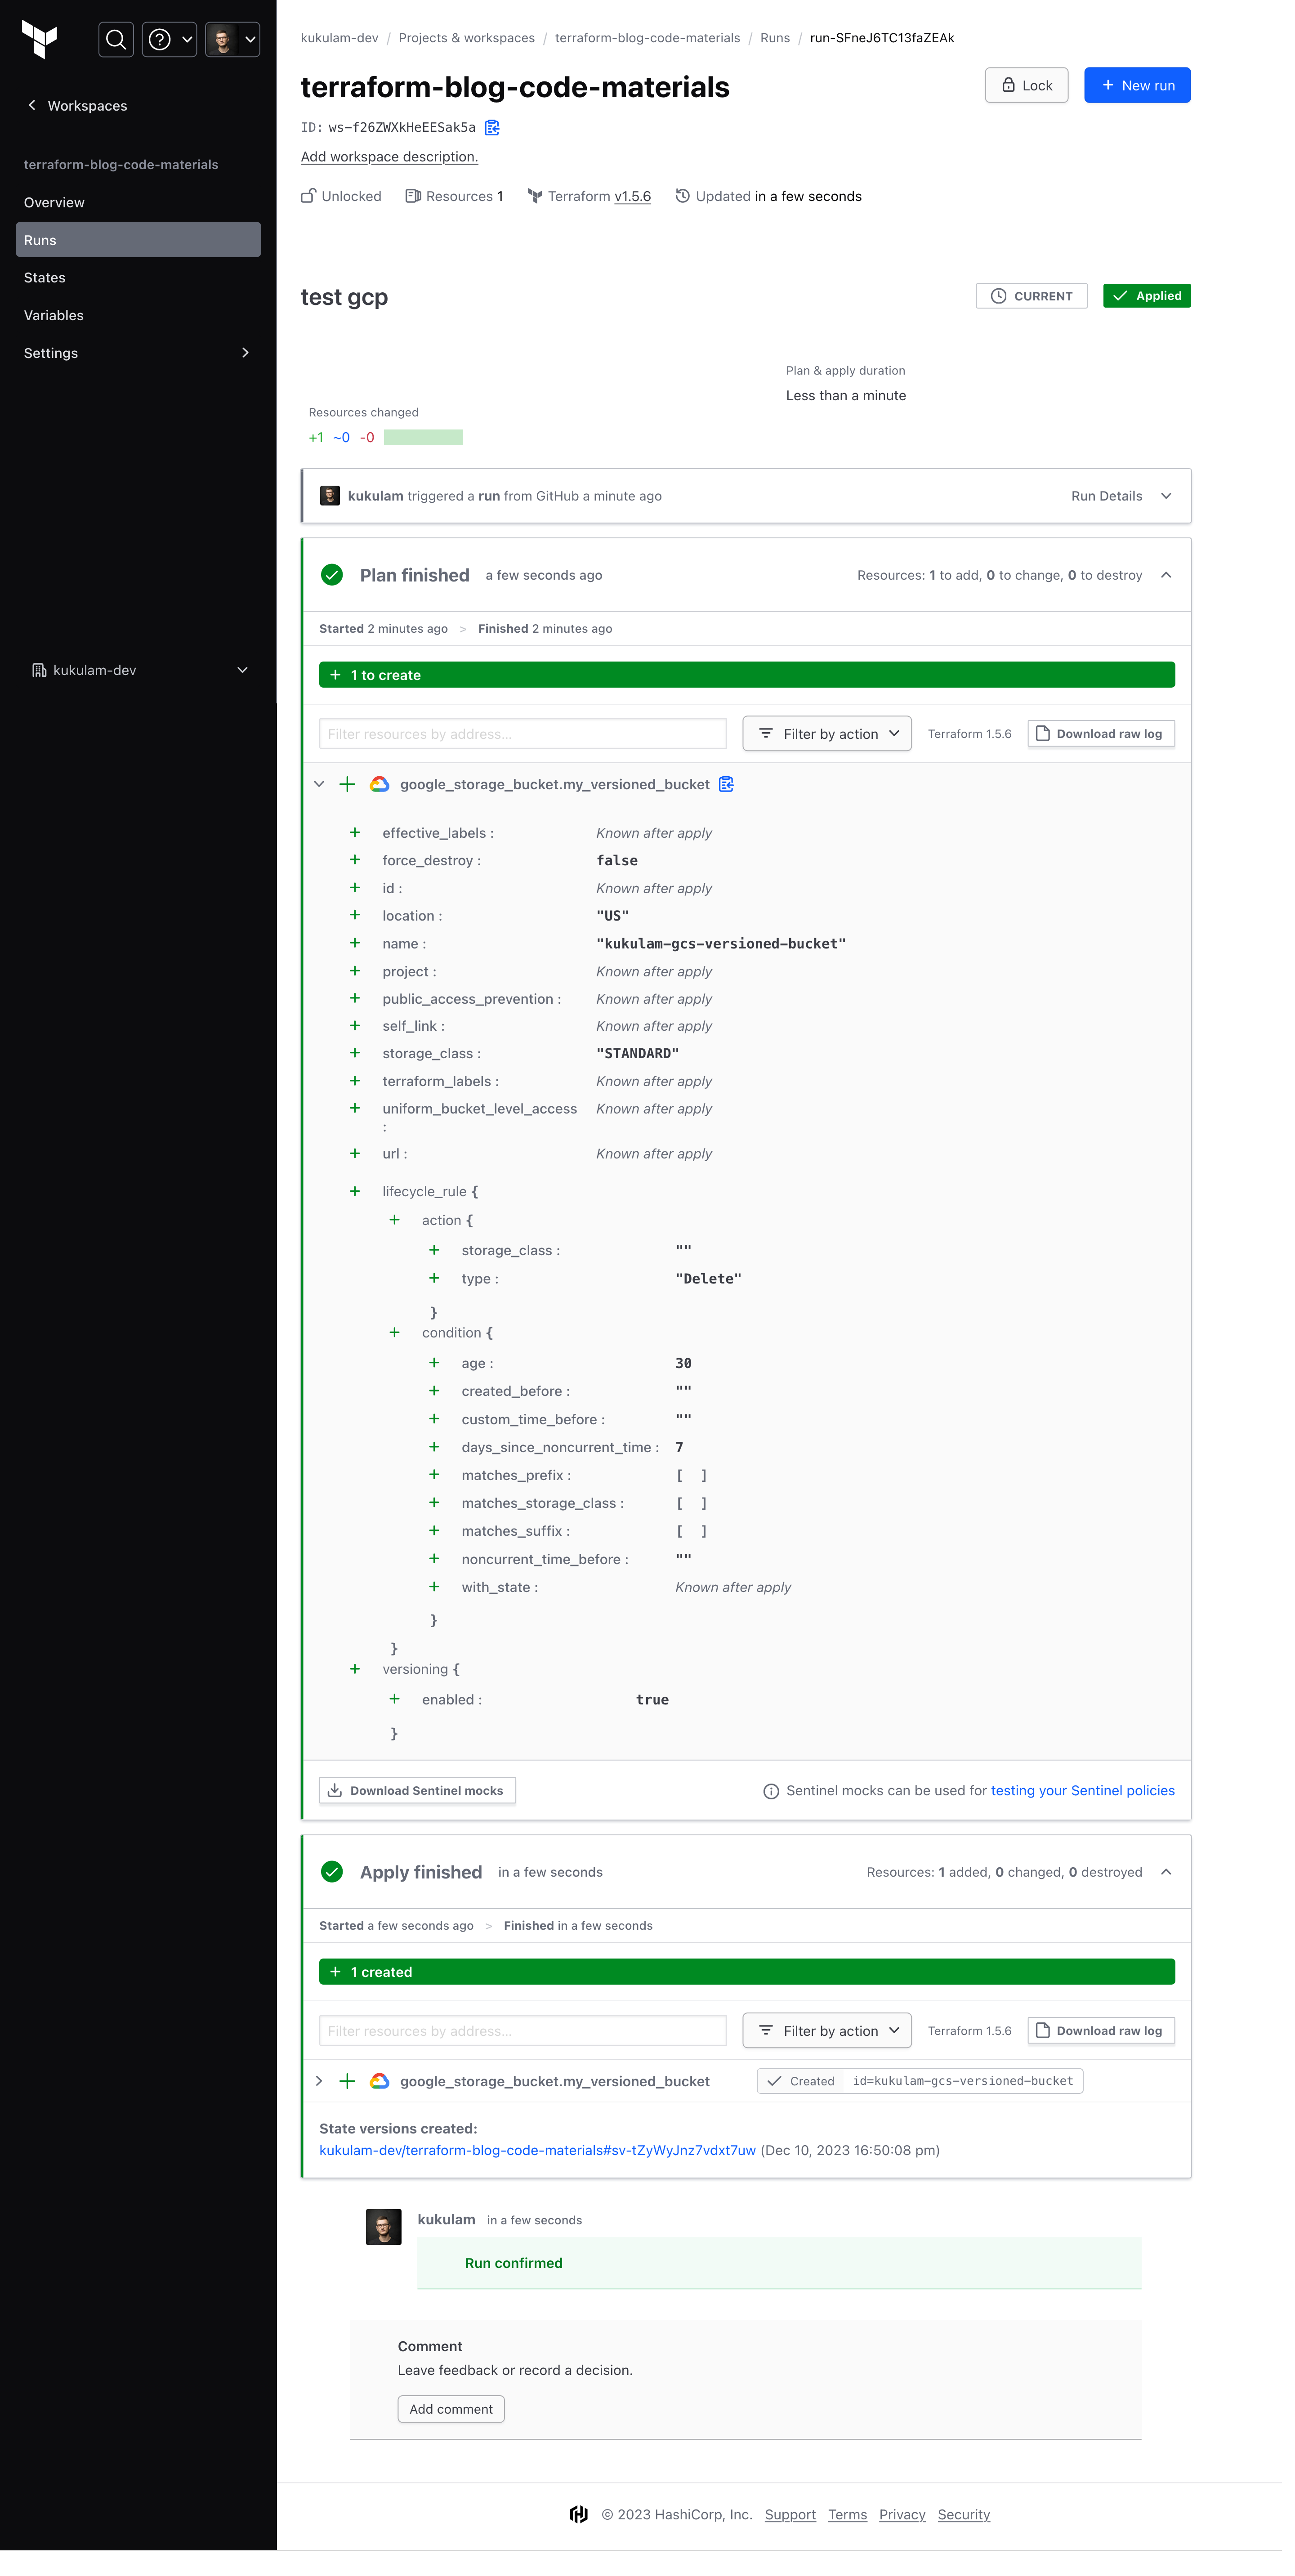 kukulam-dev / Projects & workspaces / terraform-blog-code-materials / Runs / run-SFneJ6TC13faZEAk
terraform-blog-code-materials
Lock
+ New run
ID: ws-f26ZWXkHeEESak5a
Add workspace description.
Unlocked Resources 1 Terraform v1.5.6 Updated in a few seconds
Workspaces
terraform-blog-code-materials
Overview
Runs
States
Variables
Settings
kukulam-dev
test gcp
CURRENT
Applied
Plan & apply duration
Less than a minute
Resources changed
+1 ~0 -0
kukulam triggered a run from GitHub a minute ago
Run Details
Plan finished a few seconds ago
Resources: 1 to add, 0 to change, 0 to destroy
Started 2 minutes ago > Finished 2 minutes ago
+ 1 to create
Filter resources by address...
Filter by action
Terraform 1.5.6
Download raw log
+ google_storage_bucket.my_versioned_bucket
+ effective_labels : Known after apply
+ force_destroy : false
+ id : Known after apply
+ location : "US"
+ name : "kukulam-gcs-versioned-bucket"
+ project : Known after apply
+ public_access_prevention : Known after apply
+ self_link : Known after apply
+ storage_class : "STANDARD"
+ terraform_labels : Known after apply
+ uniform_bucket_level_access Known after apply
:
+ url : Known after apply
+ lifecycle_rule {
+ action {
+ storage_class : ""
+ type : "Delete"
}
+ condition {
+ age : 30
+ created_before : ""
+ custom_time_before : ""
+ days_since_noncurrent_time : 7
+ matches_prefix : [ ]
+ matches_storage_class : [ ]
+ matches_suffix : [ ]
+ noncurrent_time_before : ""
+ with_state : Known after apply
}
}
+ versioning {
+ enabled : true
}
Download Sentinel mocks
Sentinel mocks can be used for testing your Sentinel policies
Apply finished in a few seconds
Resources: 1 added, 0 changed, 0 destroyed
Started a few seconds ago > Finished in a few seconds
+ 1 created
Filter resources by address...
Filter by action
Terraform 1.5.6
Download raw log
+ google_storage_bucket.my_versioned_bucket
Created id=kukulam-gcs-versioned-bucket
State versions created:
kukulam-dev/terraform-blog-code-materials#sv-tZyWyJnz7vdxt7uw (Dec 10, 2023 16:50:08 pm)
kukulam in a few seconds
Run confirmed
Comment
Leave feedback or record a decision.
Add comment
© 2023 HashiCorp, Inc. Support Terms Privacy Security